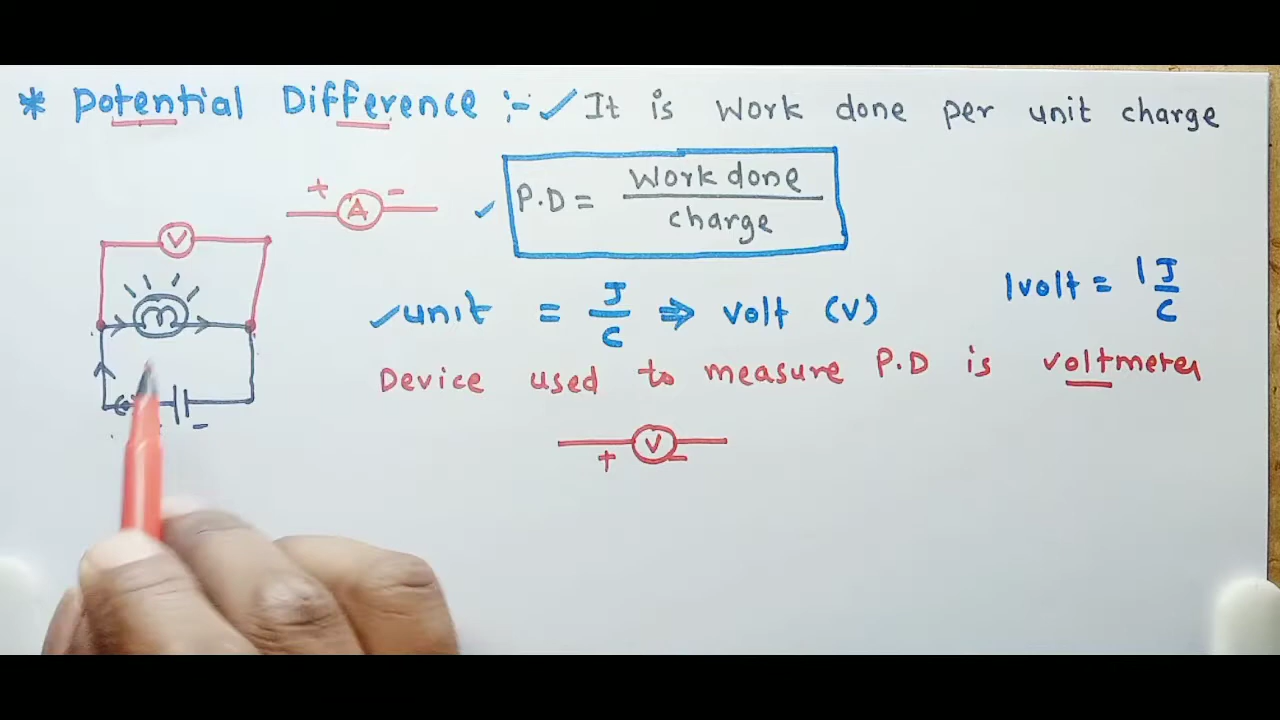 * Potential Difference :- ✓ It is Work done per unit charge
P.D = Work done / charge
+ A -
V
✓ unit = J/C ⇒ volt (V)
1volt = 1 J/C
Device used to measure P.D is voltmeter
-
+ V -